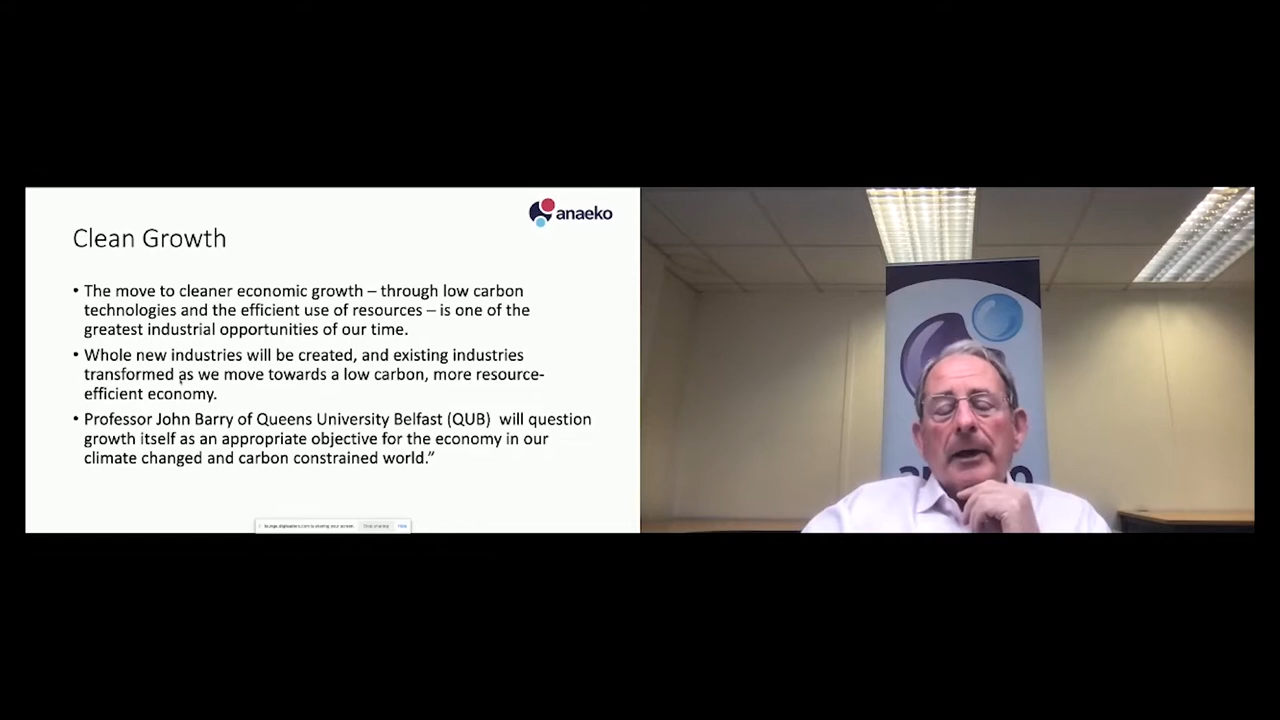 anaeko
Clean Growth
• The move to cleaner economic growth – through low carbon
technologies and the efficient use of resources – is one of the
greatest industrial opportunities of our time.
• Whole new industries will be created, and existing industries
transformed as we move towards a low carbon, more resource-
efficient economy.
• Professor John Barry of Queens University Belfast (QUB) will question
growth itself as an appropriate objective for the economy in our
climate changed and carbon constrained world.”
Stop sharing Hide